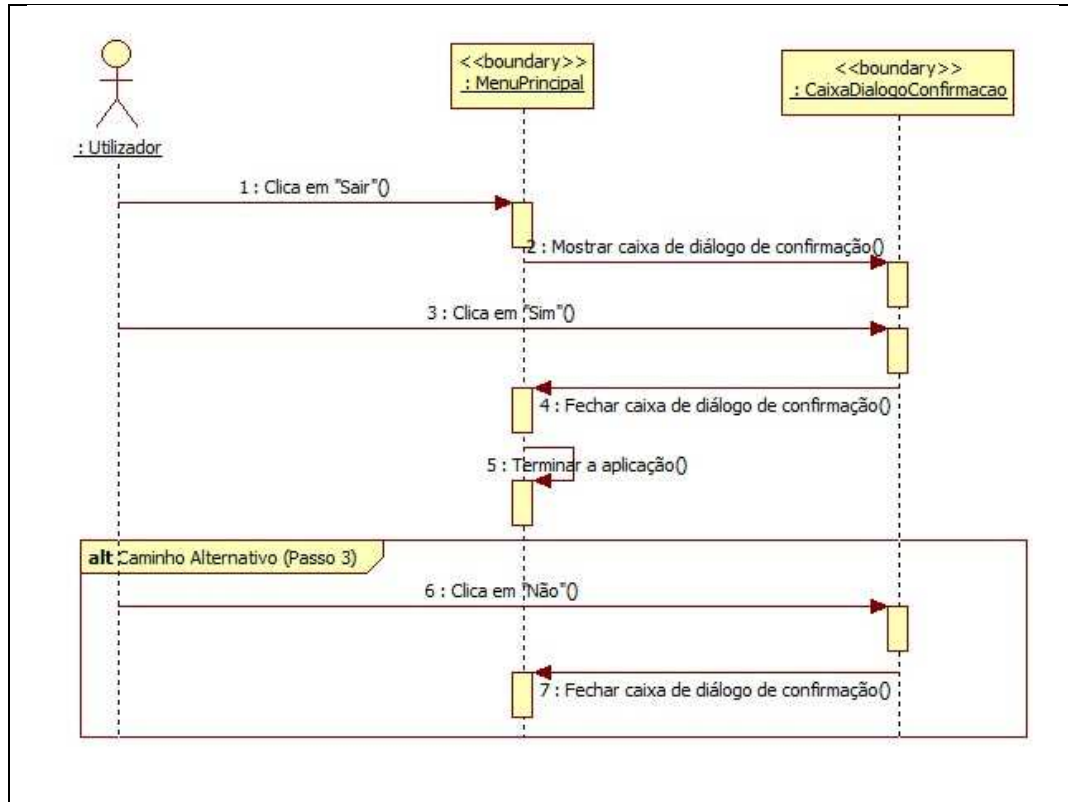 <<boundary>>
: MenuPrincipal
<<boundary>>
: CaixaDialogoConfirmacao
: Utilizador
1 : Clica em "Sair"()
2 : Mostrar caixa de diálogo de confirmação()
3 : Clica em "Sim"()
4 : Fechar caixa de diálogo de confirmação()
5 : Terminar a aplicação()
alt Caminho Alternativo (Passo 3)
6 : Clica em "Não"()
7 : Fechar caixa de diálogo de confirmação()